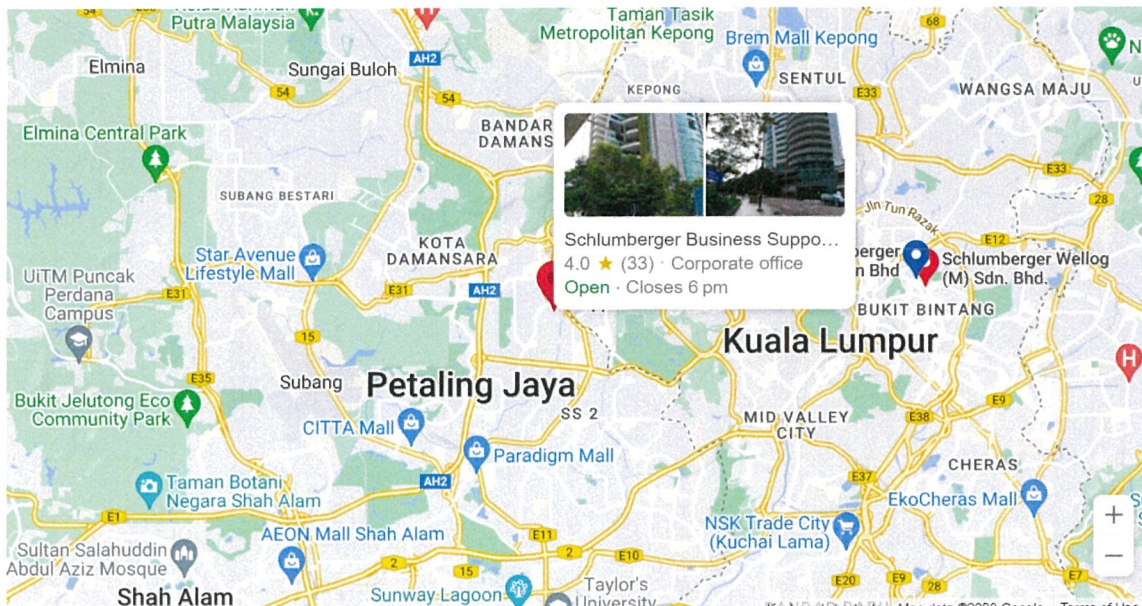 Putra Malaysia
54
Elmina
Sungai Buloh
AH2
54
54
Taman Tasik
Metropolitan Kepong
Brem Mall Kepong
SENTUL
KEPONG
68
E33
WANGSA MAJU
N
Elmina Central Park
BANDAR
DAMANS
SUBANG BESTARI
E33
28
Jln Tun Razak
Schlumberger Business Suppo...
4.0 ★ (33) · Corporate office
Open · Closes 6 pm
berger
n Bhd
E12
Schlumberger Wellog
(M) Sdn. Bhd.
KOTA
DAMANSARA
Star Avenue
Lifestyle Mall
UiTM Puncak
Perdana
Campus
E31
E31
AH2
BUKIT BINTANG
15
Kuala Lumpur
E35
Subang
Petaling Jaya
Bukit Jelutong Eco
Community Park
CITTA Mall
SS 2
MID VALLEY
CITY
E38
E9
Paradigm Mall
AH2
Taman Botani
Negara Shah Alam
E37
CHERAS
EkoCheras Mall
E1
AEON Mall Shah Alam
E11
2
E10
NSK Trade City
(Kuchai Lama)
Sultan Salahuddin
Abdul Aziz Mosque
2
15
Shah Alam
Sunway Lagoon
Taylor's
University
E20
28
E7
+
−